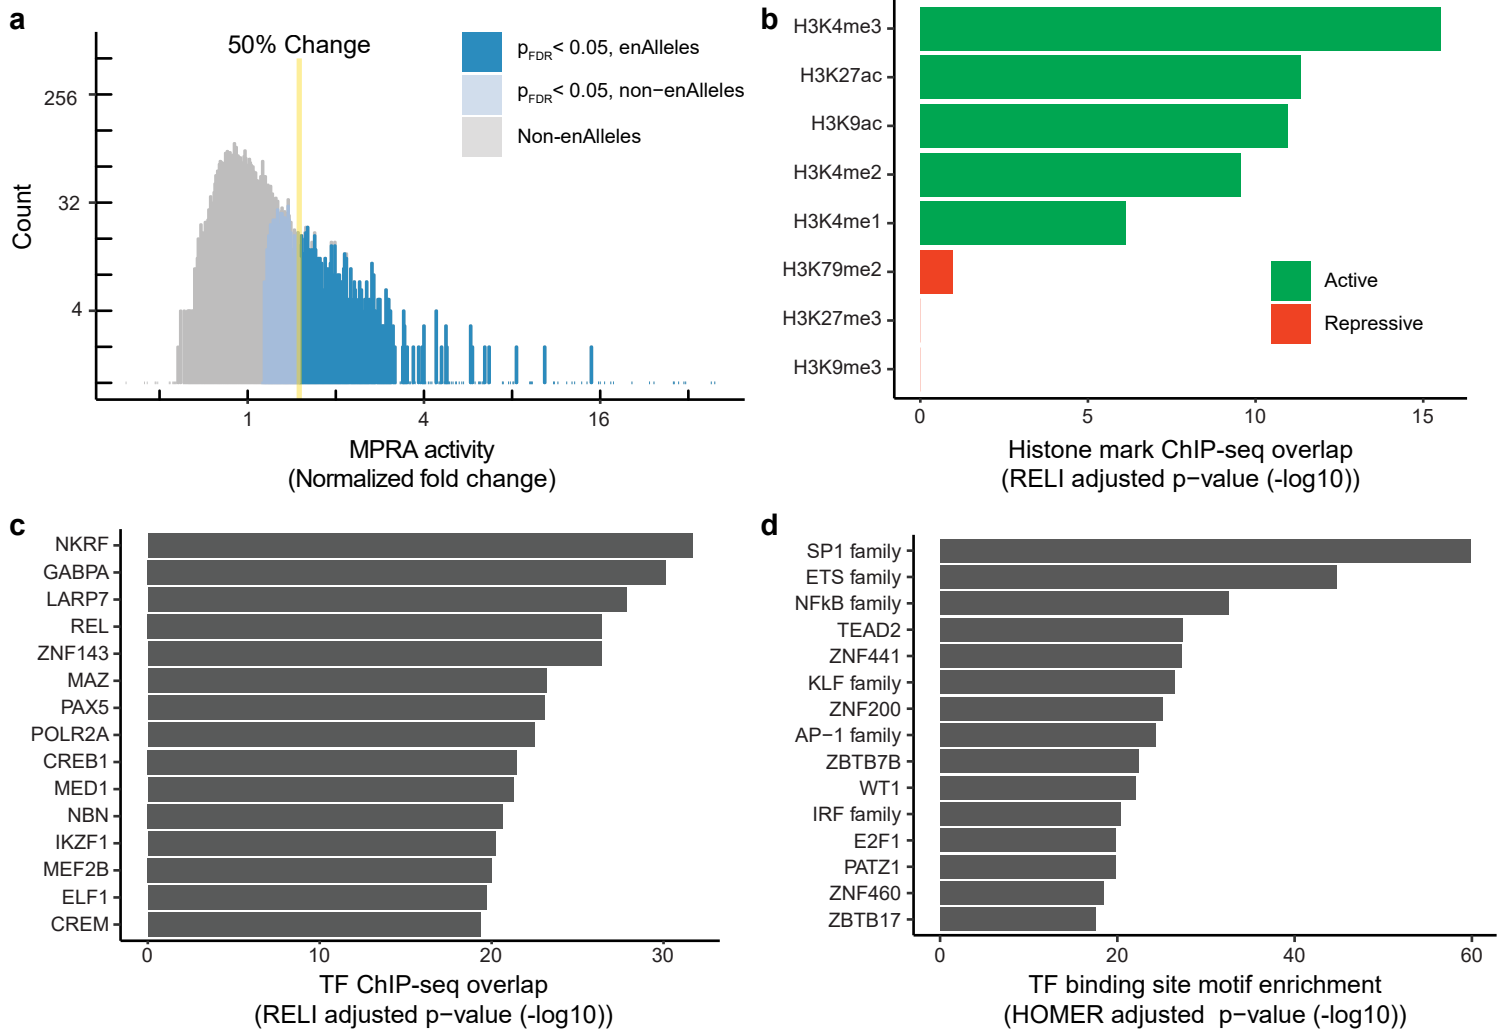 a
50% Change
pFDR< 0.05, enAlleles
pFDR< 0.05, non−enAlleles
Non-enAlleles
256
32
4
Count
1
4
16
MPRA activity
(Normalized fold change)
b
H3K4me3
H3K27ac
H3K9ac
H3K4me2
H3K4me1
H3K79me2
H3K27me3
H3K9me3
Active
Repressive
0
5
10
15
Histone mark ChIP-seq overlap
(RELI adjusted p−value (-log10))
c
NKRF
GABPA
LARP7
REL
ZNF143
MAZ
PAX5
POLR2A
CREB1
MED1
NBN
IKZF1
MEF2B
ELF1
CREM
0
10
20
30
TF ChIP-seq overlap
(RELI adjusted p−value (-log10))
d
SP1 family
ETS family
NFkB family
TEAD2
ZNF441
KLF family
ZNF200
AP−1 family
ZBTB7B
WT1
IRF family
E2F1
PATZ1
ZNF460
ZBTB17
0
20
40
60
TF binding site motif enrichment
(HOMER adjusted p−value (-log10))